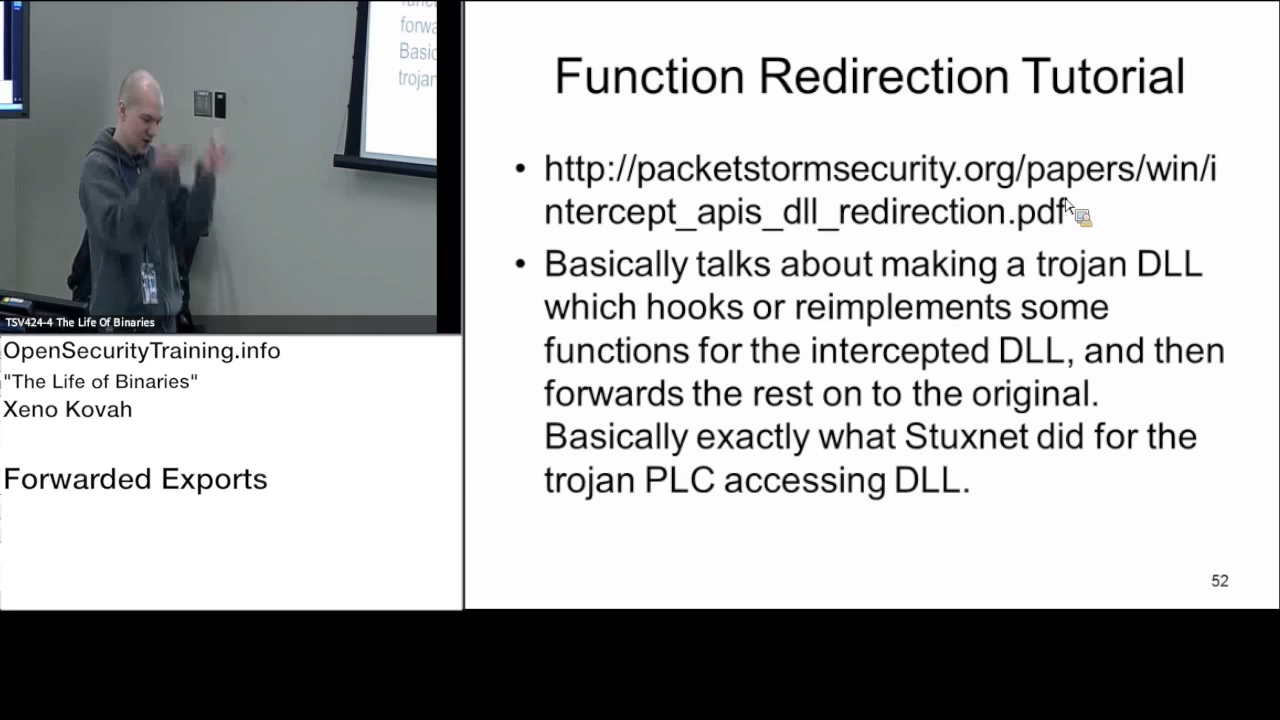 forwa
Basic
trojan
TSV424-4 The Life Of Binaries
OpenSecurityTraining.info
"The Life of Binaries"
Xeno Kovah
Forwarded Exports
Function Redirection Tutorial
• http://packetstormsecurity.org/papers/win/i
ntercept_apis_dll_redirection.pdf
• Basically talks about making a trojan DLL
which hooks or reimplements some
functions for the intercepted DLL, and then
forwards the rest on to the original.
Basically exactly what Stuxnet did for the
trojan PLC accessing DLL.
52